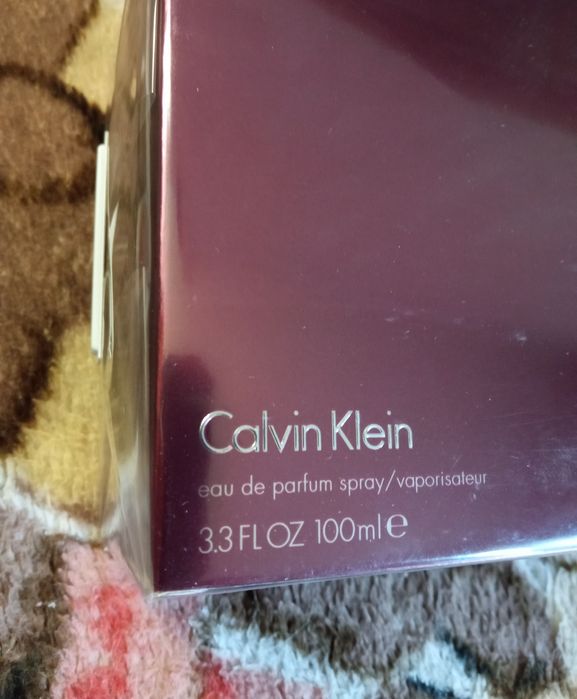 Calvin Klein
eau de parfum spray/vaporisateur
3.3 FL OZ 100ml e